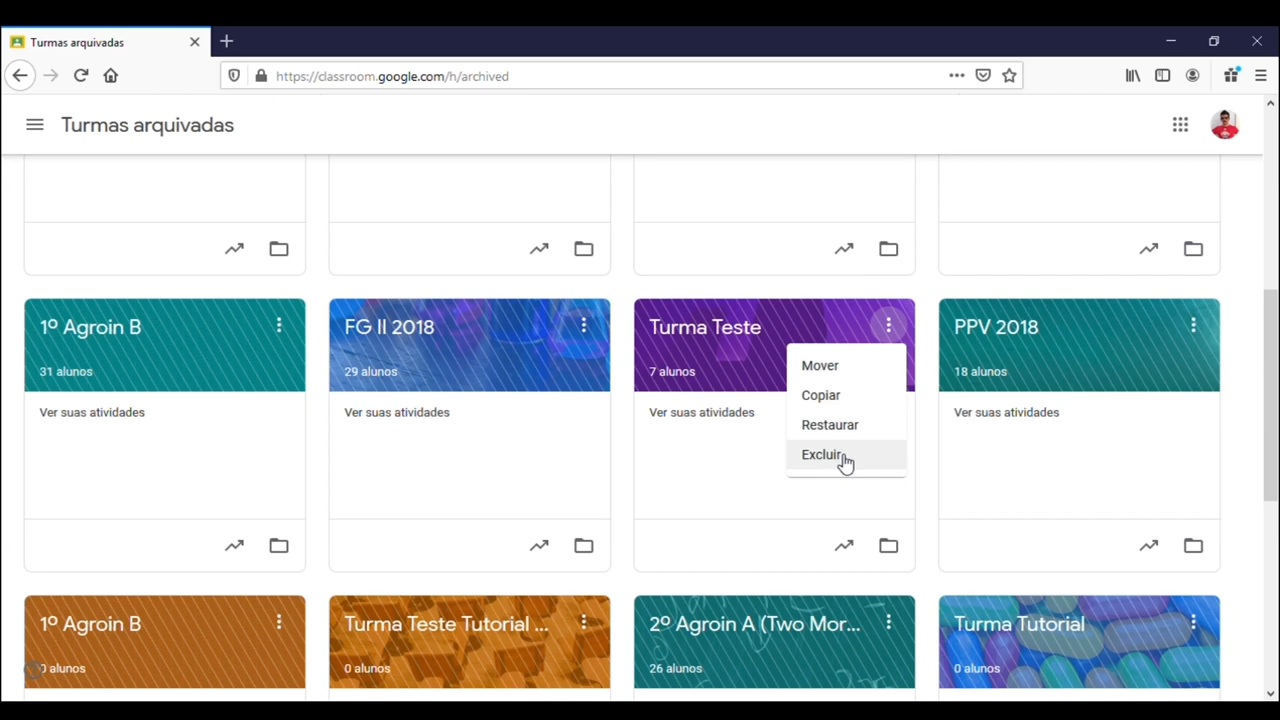 Turmas arquivadas
https://classroom.google.com/h/archived
Turmas arquivadas
1º Agroin B
31 alunos
Ver suas atividades
FG II 2018
29 alunos
Ver suas atividades
Turma Teste
7 alunos
Ver suas atividades
Mover
Copiar
Restaurar
Excluir
PPV 2018
18 alunos
Ver suas atividades
1º Agroin B
0 alunos
Turma Teste Tutorial ...
0 alunos
2º Agroin A (Two Mor...
26 alunos
Turma Tutorial
0 alunos